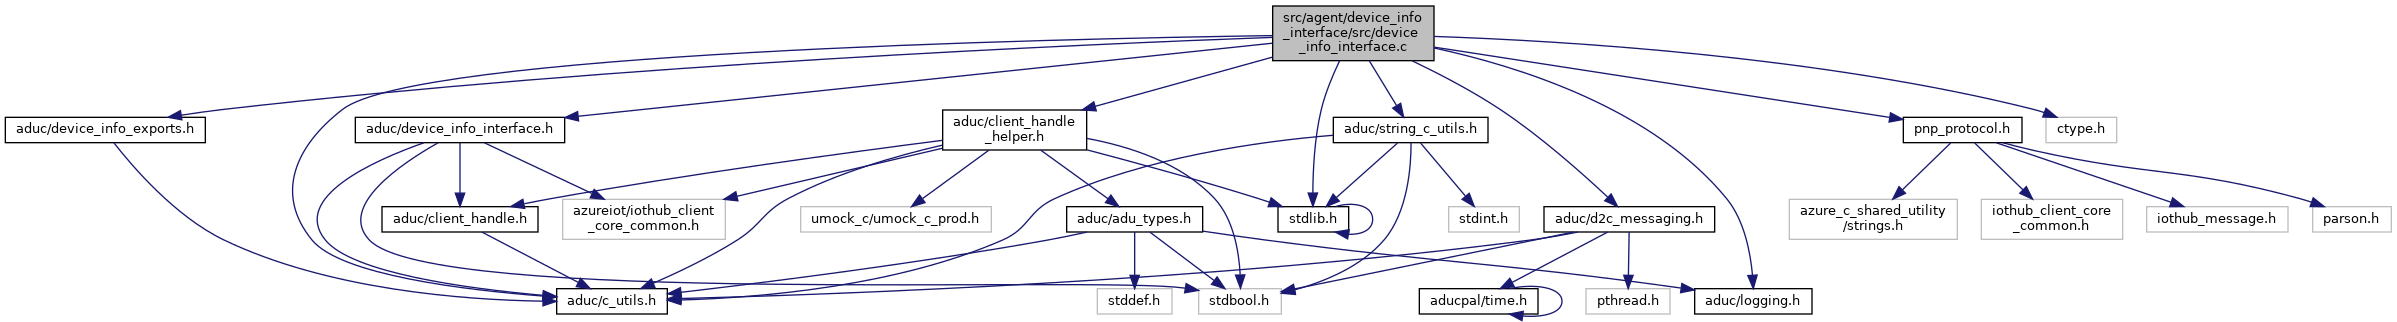 src/agent/device_info
_interface/src/device
_info_interface.c
aduc/device_info_exports.h
aduc/device_info_interface.h
aduc/client_handle
_helper.h
aduc/string_c_utils.h
pnp_protocol.h
ctype.h
aduc/client_handle.h
azureiot/iothub_client
_core_common.h
umock_c/umock_c_prod.h
aduc/adu_types.h
stdlib.h
stdint.h
aduc/d2c_messaging.h
azure_c_shared_utility
/strings.h
iothub_client_core
_common.h
iothub_message.h
parson.h
aduc/c_utils.h
stddef.h
stdbool.h
aducpal/time.h
pthread.h
aduc/logging.h